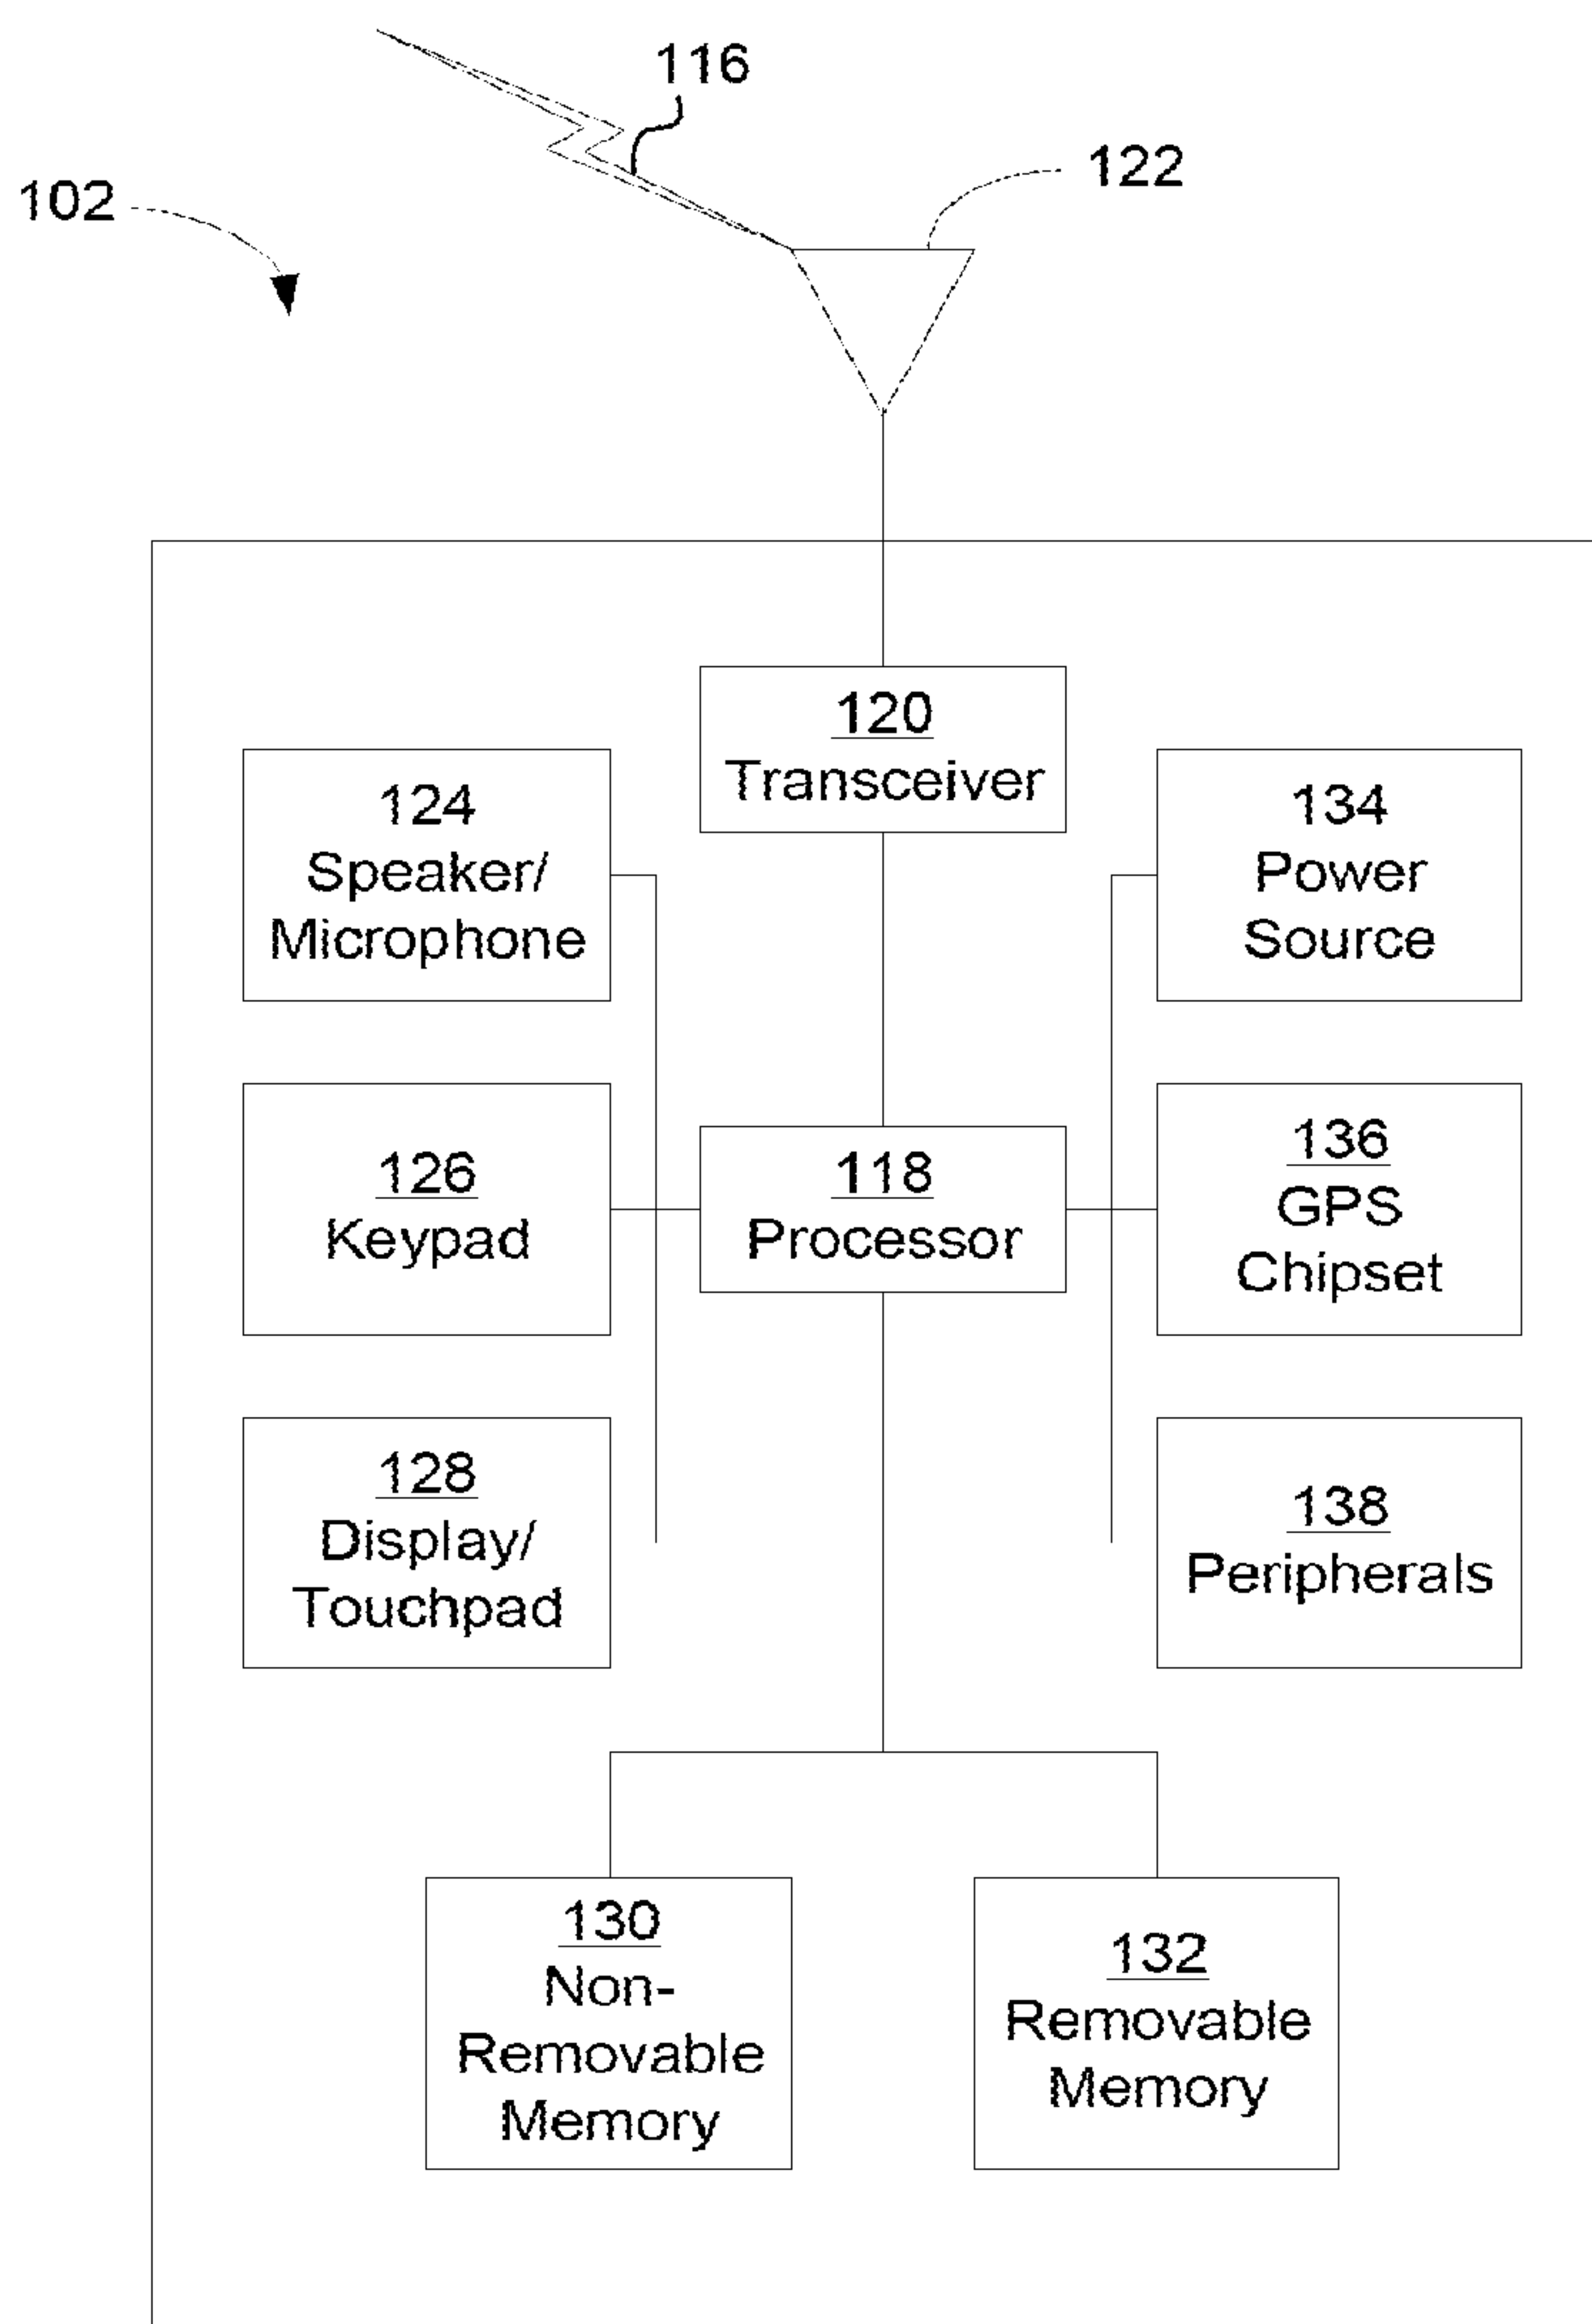 116
122
102
120
Transceiver
124
Speaker/
Microphone
134
Power
Source
126
Keypad
118
Processor
136
GPS
Chipset
128
Display/
Touchpad
138
Peripherals
130
Non-
Removable
Memory
132
Removable
Memory